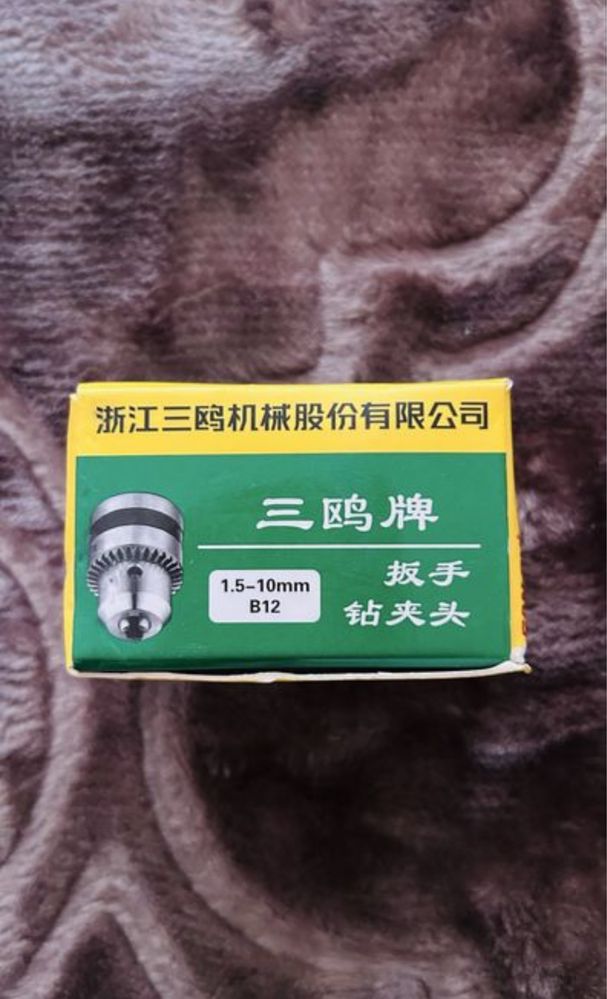 浙江三鸥机械股份有限公司
三鸥牌
1.5-10mm
B12
扳手
钻夹头